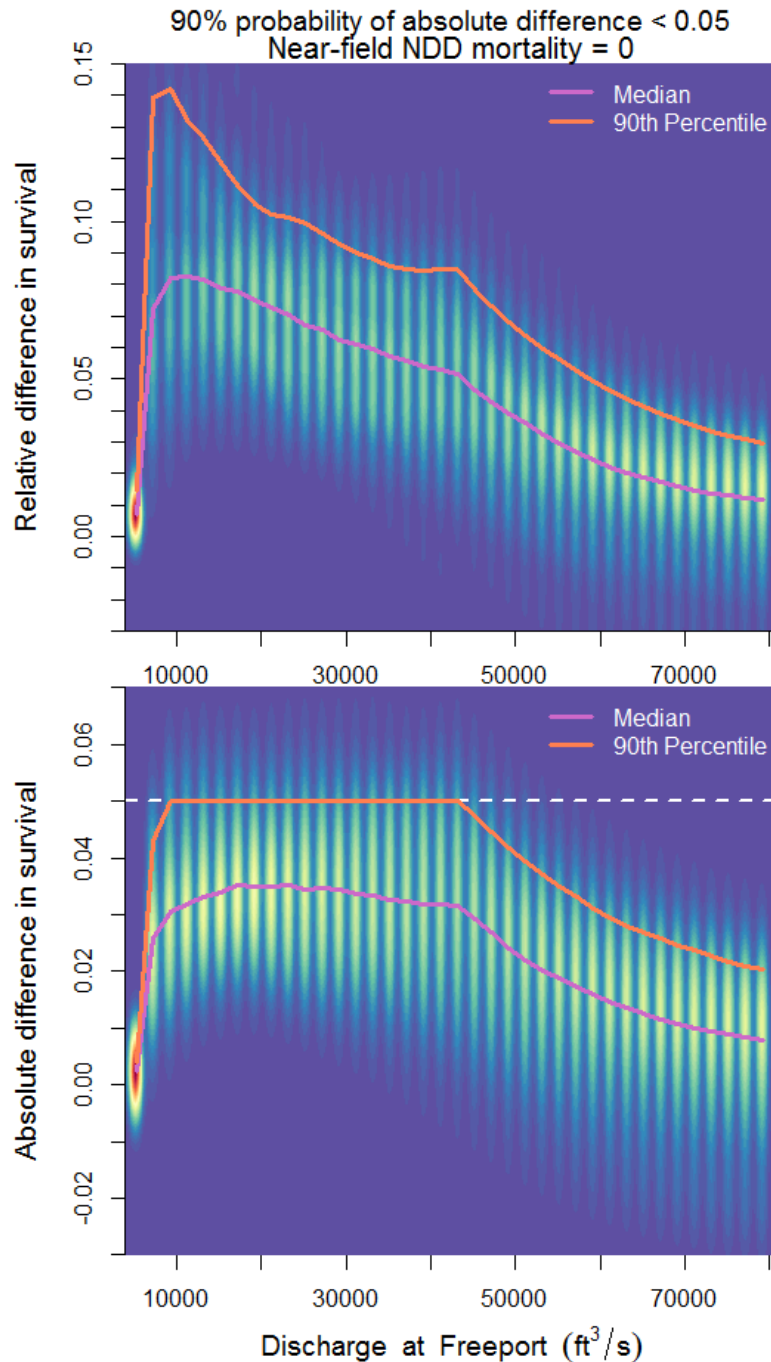 90% probability of absolute difference < 0.05
Near-field NDD mortality = 0
Relative difference in survival
0.15
0.10
0.05
0.00
Median
90th Percentile
10000 30000 50000 70000
Absolute difference in survival
0.06
0.04
0.02
0.00
-0.02
Median
90th Percentile
10000 30000 50000 70000
Discharge at Freeport (ft³/s)